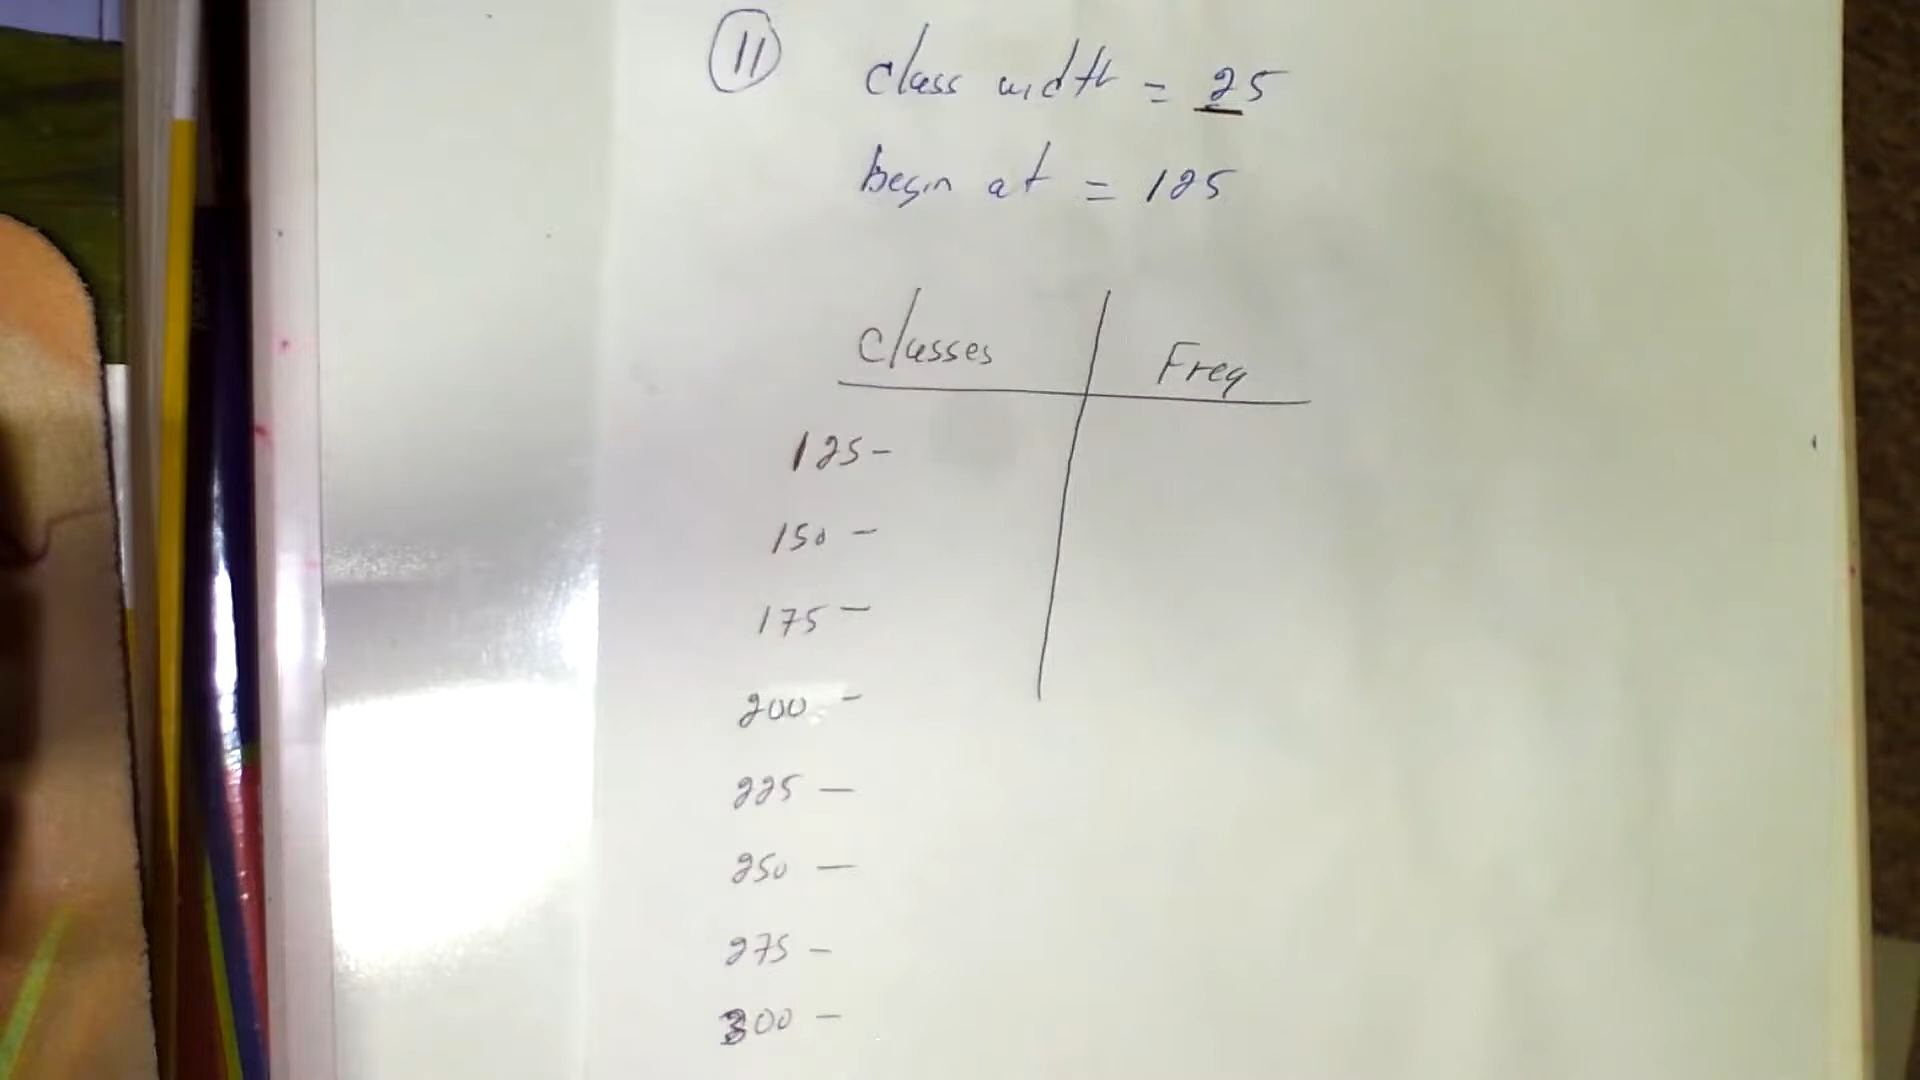 11 class width = 25
begin at = 125
Classes Freq
125-
150 -
175 -
200 -
225 -
250 -
275 -
300 -